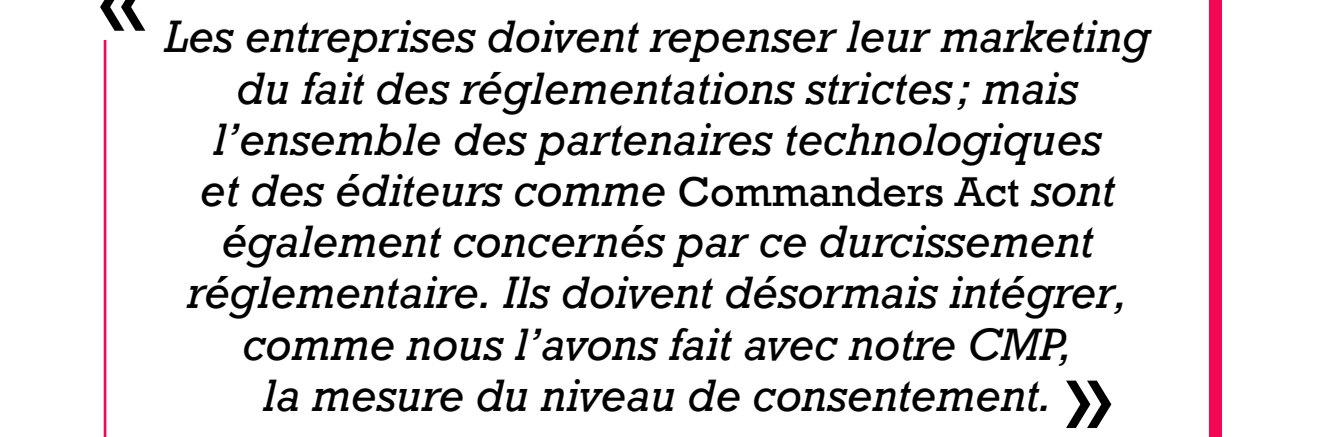 « Les entreprises doivent repenser leur marketing
du fait des réglementations strictes ; mais
l’ensemble des partenaires technologiques
et des éditeurs comme Commanders Act sont
également concernés par ce durcissement
réglementaire. Ils doivent désormais intégrer,
comme nous l’avons fait avec notre CMP,
la mesure du niveau de consentement. »